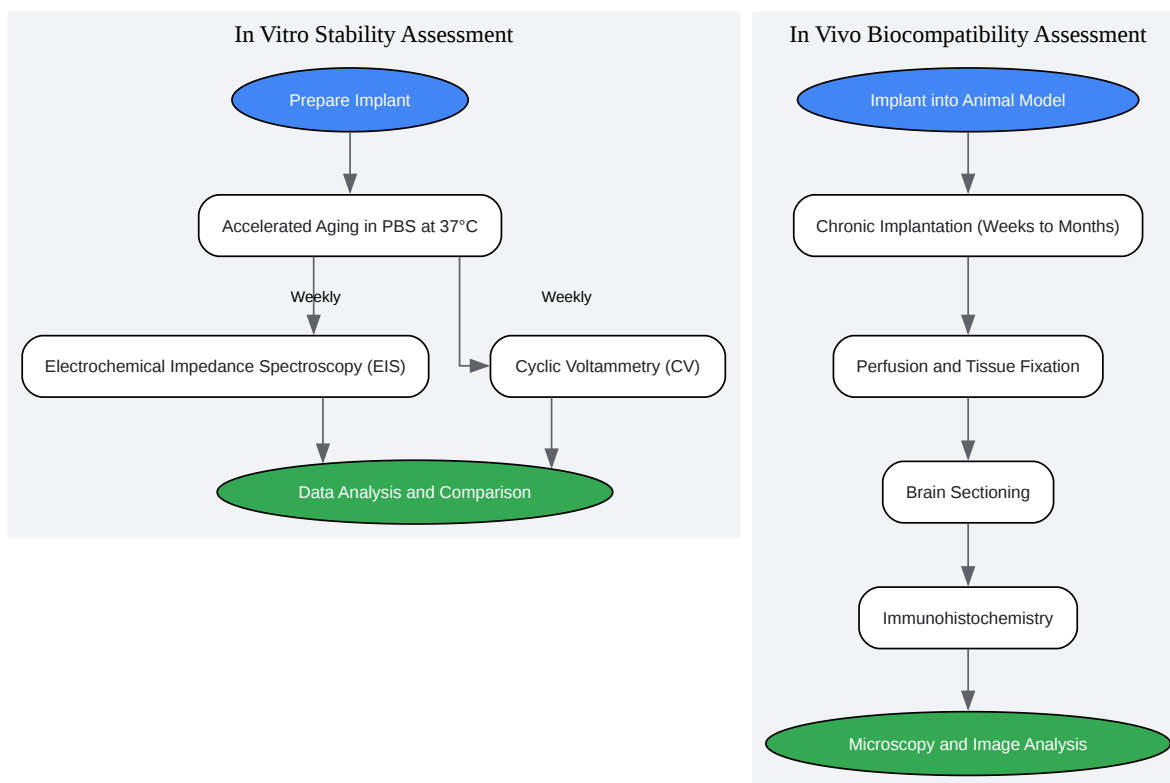 In Vitro Stability Assessment
Prepare Implant
Accelerated Aging in PBS at 37°C
Weekly
Weekly
Electrochemical Impedance Spectroscopy (EIS)
Cyclic Voltammetry (CV)
Data Analysis and Comparison
In Vivo Biocompatibility Assessment
Implant into Animal Model
Chronic Implantation (Weeks to Months)
Perfusion and Tissue Fixation
Brain Sectioning
Immunohistochemistry
Microscopy and Image Analysis